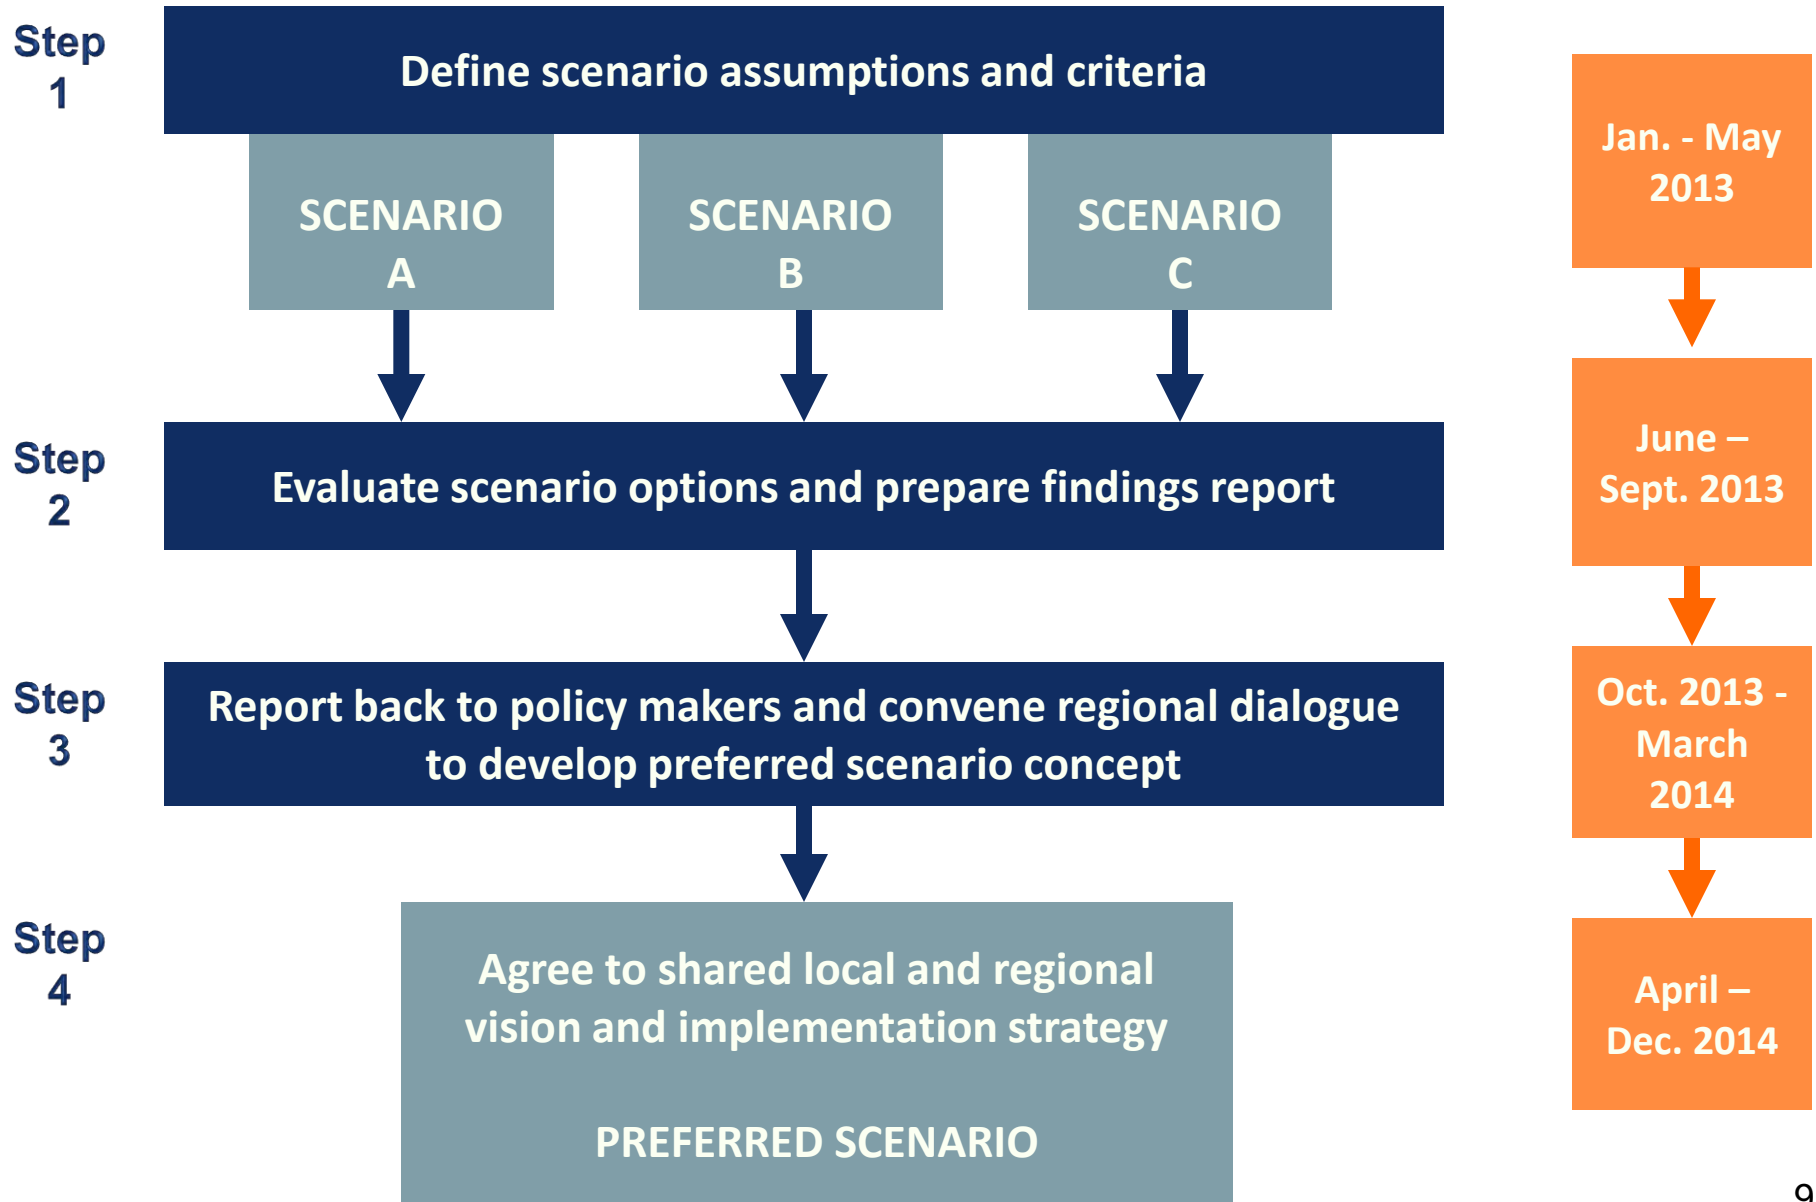 Step
1
Define scenario assumptions and criteria
SCENARIO
A
SCENARIO
B
SCENARIO
C
Jan. - May
2013
Step
2
Evaluate scenario options and prepare findings report
June –
Sept. 2013
Step
3
Report back to policy makers and convene regional dialogue
to develop preferred scenario concept
Oct. 2013 -
March
2014
Step
4
Agree to shared local and regional
vision and implementation strategy
PREFERRED SCENARIO
April –
Dec. 2014
9